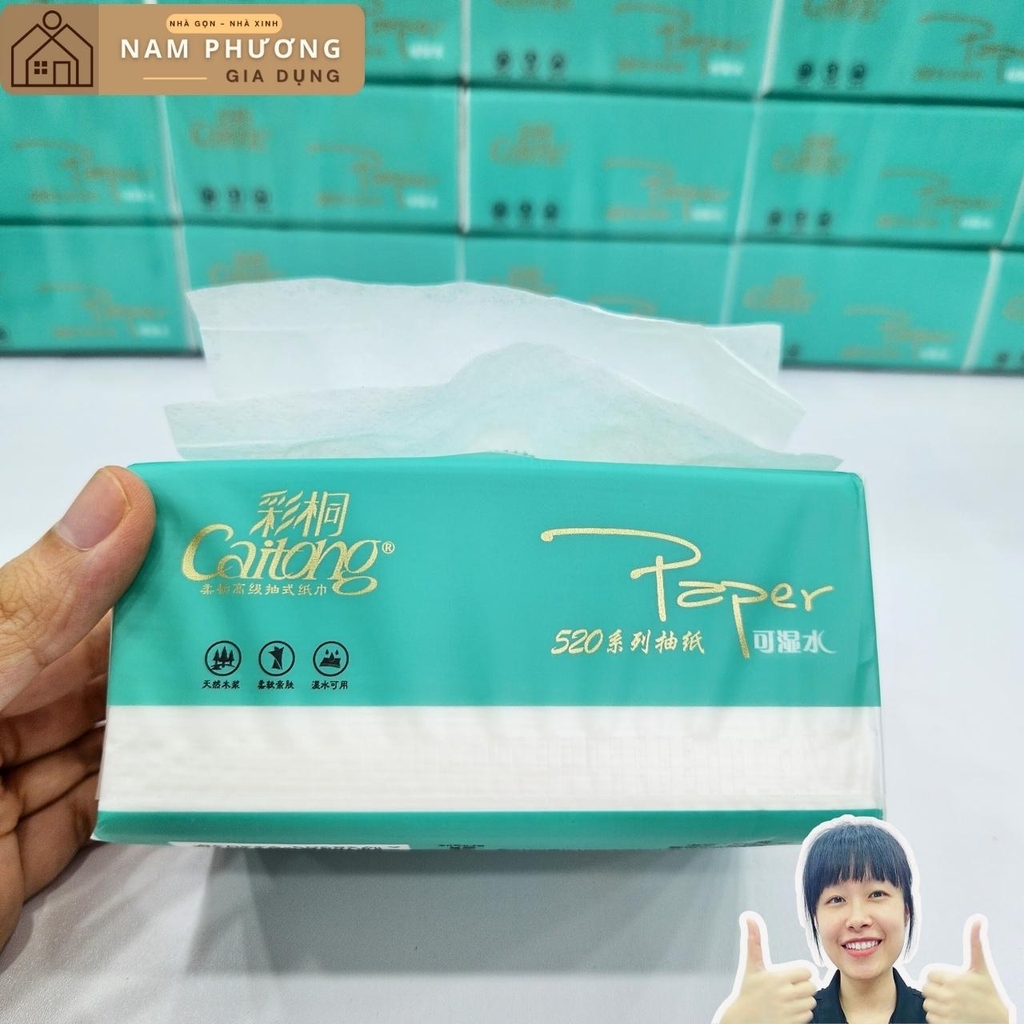 NHÀ GỌN - NHÀ XINH
NAM PHƯƠNG
GIA DỤNG
彩桐
Caitong®
柔韧高级抽式纸巾
天然木浆
柔软亲肤
湿水可用
Paper
520系列抽纸
可湿水